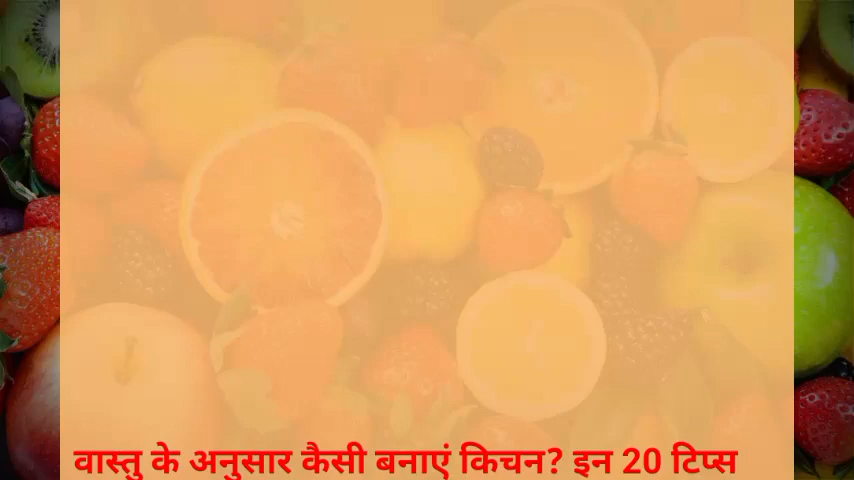 वास्तु के अनुसार कैसी बनाएं किचन? इन 20 टिप्स